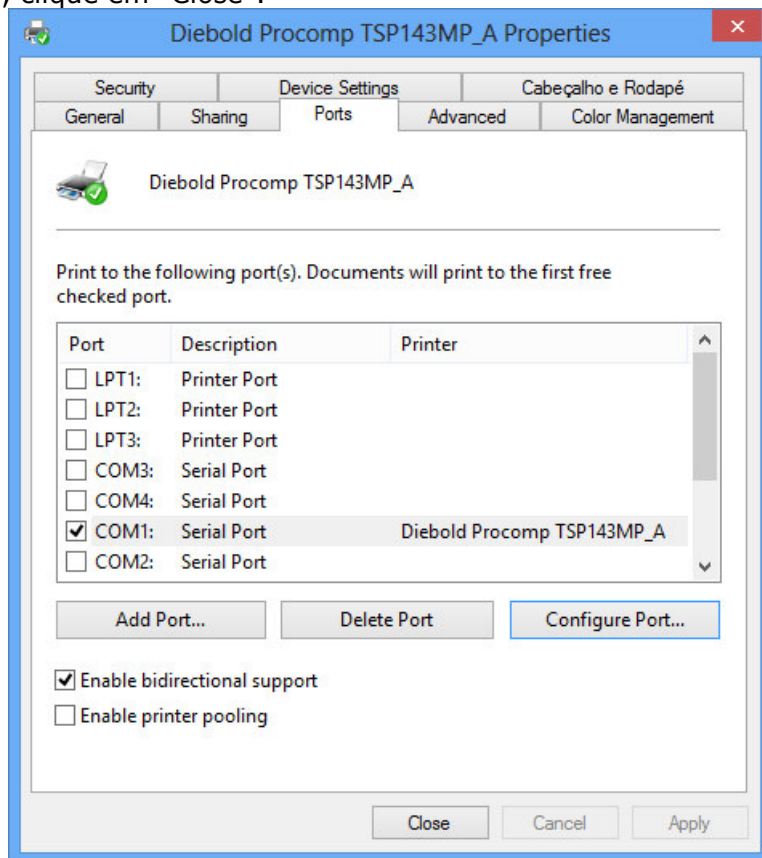 , clique em "Close".
Diebold Procomp TSP143MP_A Properties
Security Device Settings Cabeçalho e Rodapé
General Sharing Ports Advanced Color Management
Diebold Procomp TSP143MP_A
Print to the following port(s). Documents will print to the first free
checked port.
Port Description Printer
LPT1: Printer Port
LPT2: Printer Port
LPT3: Printer Port
COM3: Serial Port
COM4: Serial Port
COM1: Serial Port Diebold Procomp TSP143MP_A
COM2: Serial Port
Add Port... Delete Port Configure Port...
Enable bidirectional support
Enable printer pooling
Close Cancel Apply